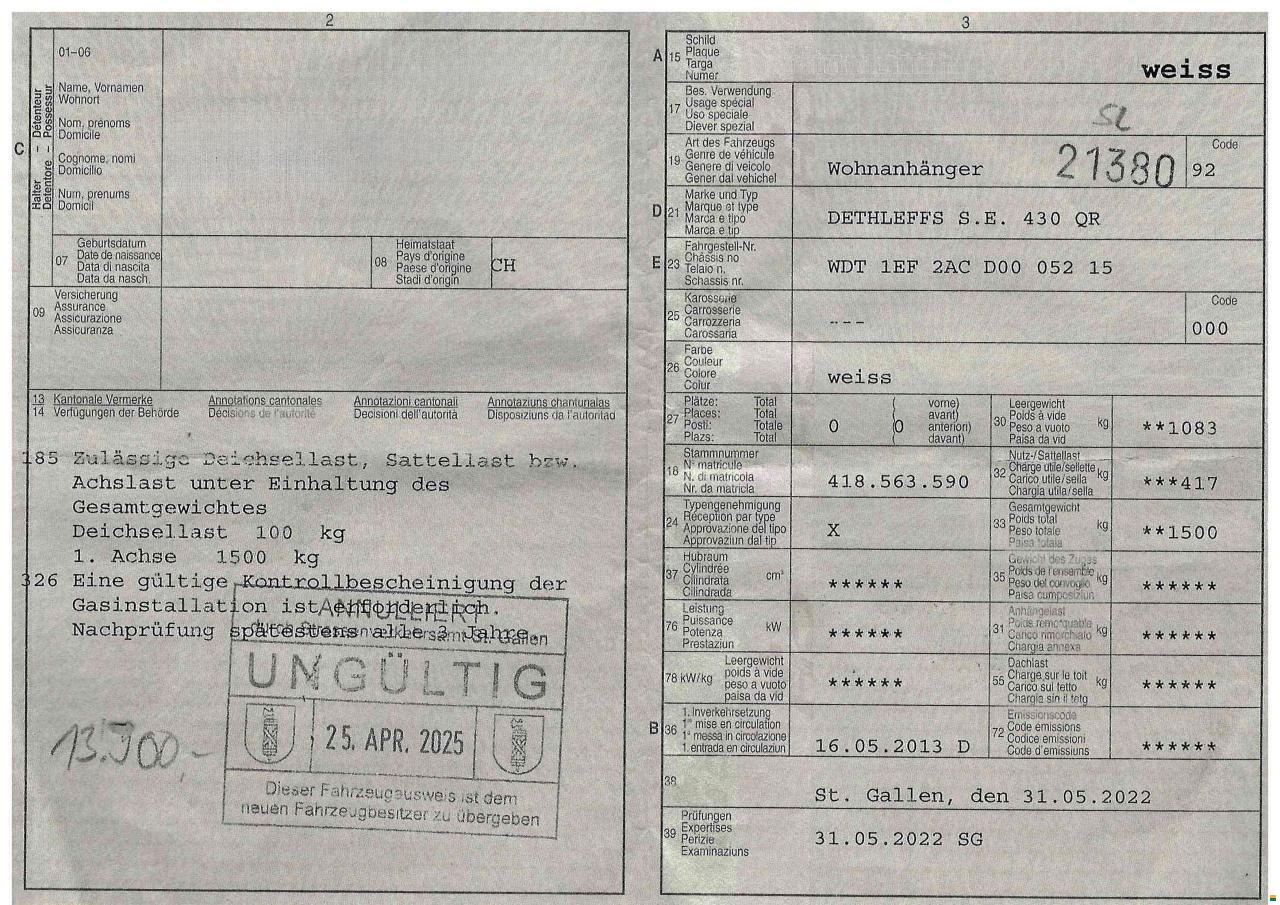 2
01-06
C
Halter – Détenteur
Detentore – Possessur
Name, Vornamen
Wohnort
Nom, prénoms
Domicile
Cognome, nomi
Domicilio
Num, prenums
Domicil
07
Geburtsdatum
Date de naissance
Data di nascita
Data da nasch.
08
Heimatstaat
Pays d'origine
Paese d'origine
Stadi d'origin
CH
09
Versicherung
Assurance
Assicurazione
Assicuranza
13 Kantonale Vermerke Annotations cantonales Annotazioni cantonali Annotaziuns chantunalas
14 Verfügungen der Behörde Décisions de l'autorité Decisioni dell'autorità Disposiziuns da l'autoritad
185 Zulässige Deichsellast, Sattellast bzw.
Achslast unter Einhaltung des
Gesamtgewichtes
Deichsellast 100 kg
1. Achse 1500 kg
326 Eine gültige Kontrollbescheinigung der
Gasinstallation ist erforderlich.
Nachprüfung spätestens alle 3 Jahre.
ANNULLIERT
St. Gallen
UNGÜLTIG
25. APR. 2025
Dieser Fahrzeugausweis ist dem
neuen Fahrzeugbesitzer zu übergeben
3
A 15
Schild
Plaque
Targa
Numer
weiss
17
Bes. Verwendung
Usage spécial
Uso speciale
Diever spezial
SL
19
Art des Fahrzeugs
Genre de véhicule
Genere di veicolo
Gener dal vehichel
Wohnanhänger
21380
Code
92
D 21
Marke und Typ
Marque et type
Marca e tipo
Marca e tip
DETHLEFFS S.E. 430 QR
E 23
Fahrgestell-Nr.
Châssis no
Telaio n.
Schassis nr.
WDT 1EF 2AC D00 052 15
25
Karosserie
Carrosserie
Carrozzeria
Carossaria
---
Code
000
26
Farbe
Couleur
Colore
Colur
weiss
27
Plätze: Total
Places: Total
Posti: Totale
Plazs: Total
0
( vorne)
( avant)
(0 anterion)
( davant)
30
Leergewicht
Poids à vide
Peso a vuoto
Paisa da vid
kg
**1083
18
Stammnummer
N° matricule
N. di matricola
Nr. da matricla
418.563.590
32
Nutz-/Sattellast
Charge utile/sellette
Carico utile/sella
Chargia utila/sella
kg
***417
24
Typengenehmigung
Réception par type
Approvazione del tipo
Approvaziun dal tip
X
33
Gesamtgewicht
Poids total
Peso totale
Paisa totala
kg
**1500
37
Hubraum
Cylindrée
Cilindrata
Cilindrada
cm³
******
35
Gewicht des Zuges
Poids de l'ensemble
Peso del convoglio
Paisa cumposiziun
kg
******
76
Leistung
Puissance
Potenza
Prestaziun
kW
******
31
Anhängelast
Poids remorquable
Carico rimorchiato
Chargia annexa
kg
******
78 kW/kg
Leergewicht
poids à vide
peso a vuoto
paisa da vid
******
55
Dachlast
Charge sur le toit
Carico sul tetto
Chargia sin il tetg
kg
******
B 36
1. Inverkehrsetzung
1re mise en circulation
1a messa in circolazione
1. entrada en circulaziun
16.05.2013 D
72
Emissionscode
Code émissions
Codice emissioni
Code d'emissiuns
******
38
St. Gallen, den 31.05.2022
39
Prüfungen
Expertises
Perizie
Examinaziuns
31.05.2022 SG